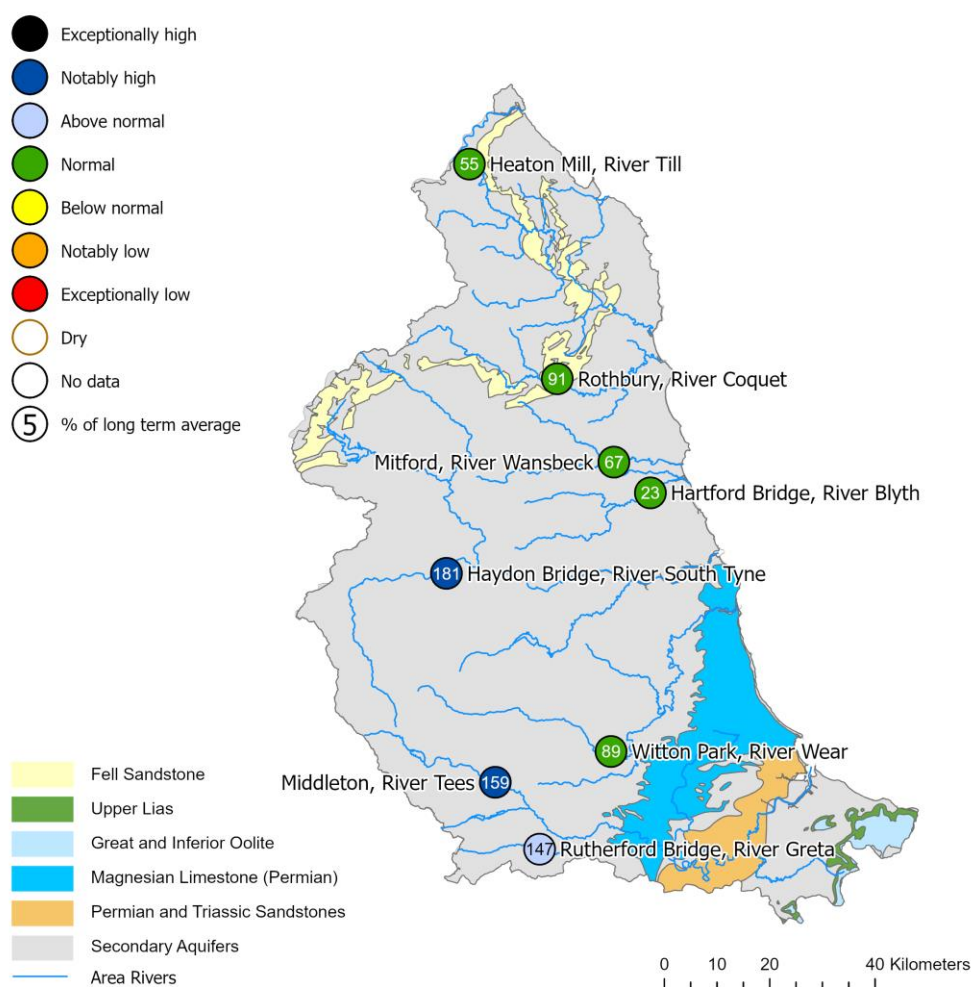 Exceptionally high
Notably high
Above normal
Normal
Below normal
Notably low
Exceptionally low
Dry
No data
5 % of long term average
55 Heaton Mill, River Till
91 Rothbury, River Coquet
Mitford, River Wansbeck 67
23 Hartford Bridge, River Blyth
181 Haydon Bridge, River South Tyne
89 Witton Park, River Wear
Middleton, River Tees 159
147 Rutherford Bridge, River Greta
Fell Sandstone
Upper Lias
Great and Inferior Oolite
Magnesian Limestone (Permian)
Permian and Triassic Sandstones
Secondary Aquifers
Area Rivers
0 10 20 40 Kilometers